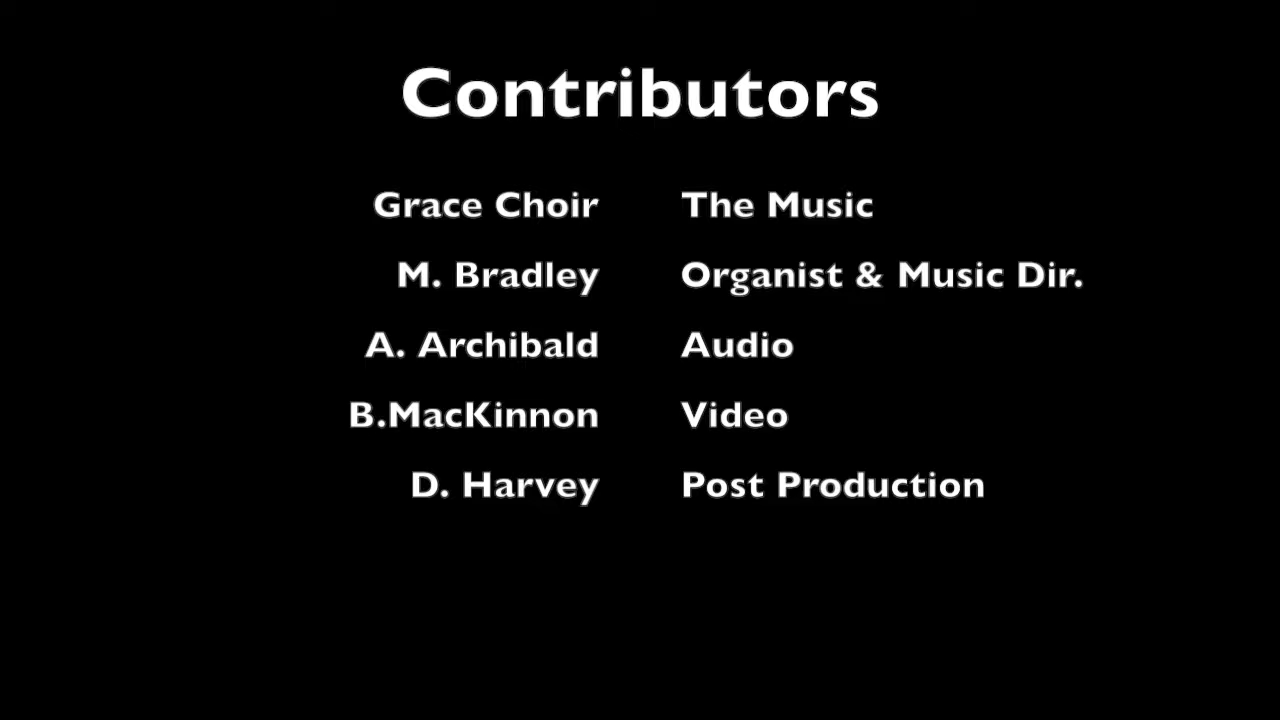 Contributors
Grace Choir The Music
M. Bradley Organist & Music Dir.
A. Archibald Audio
B.MacKinnon Video
D. Harvey Post Production